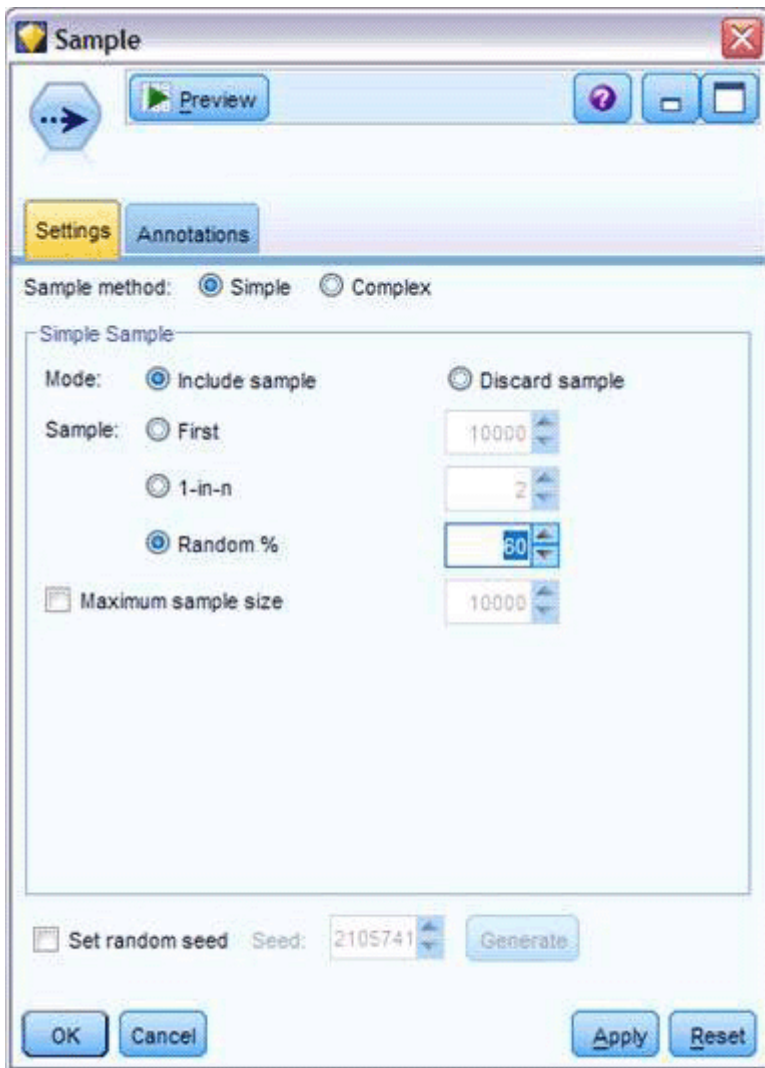 Sample
Preview
?
Settings Annotations
Sample method: Simple Complex
Simple Sample
Mode: Include sample Discard sample
Sample: First 10000
1-in-n 2
Random % 60
Maximum sample size 10000
Set random seed Seed: 2105741 Generate
OK Cancel Apply Reset